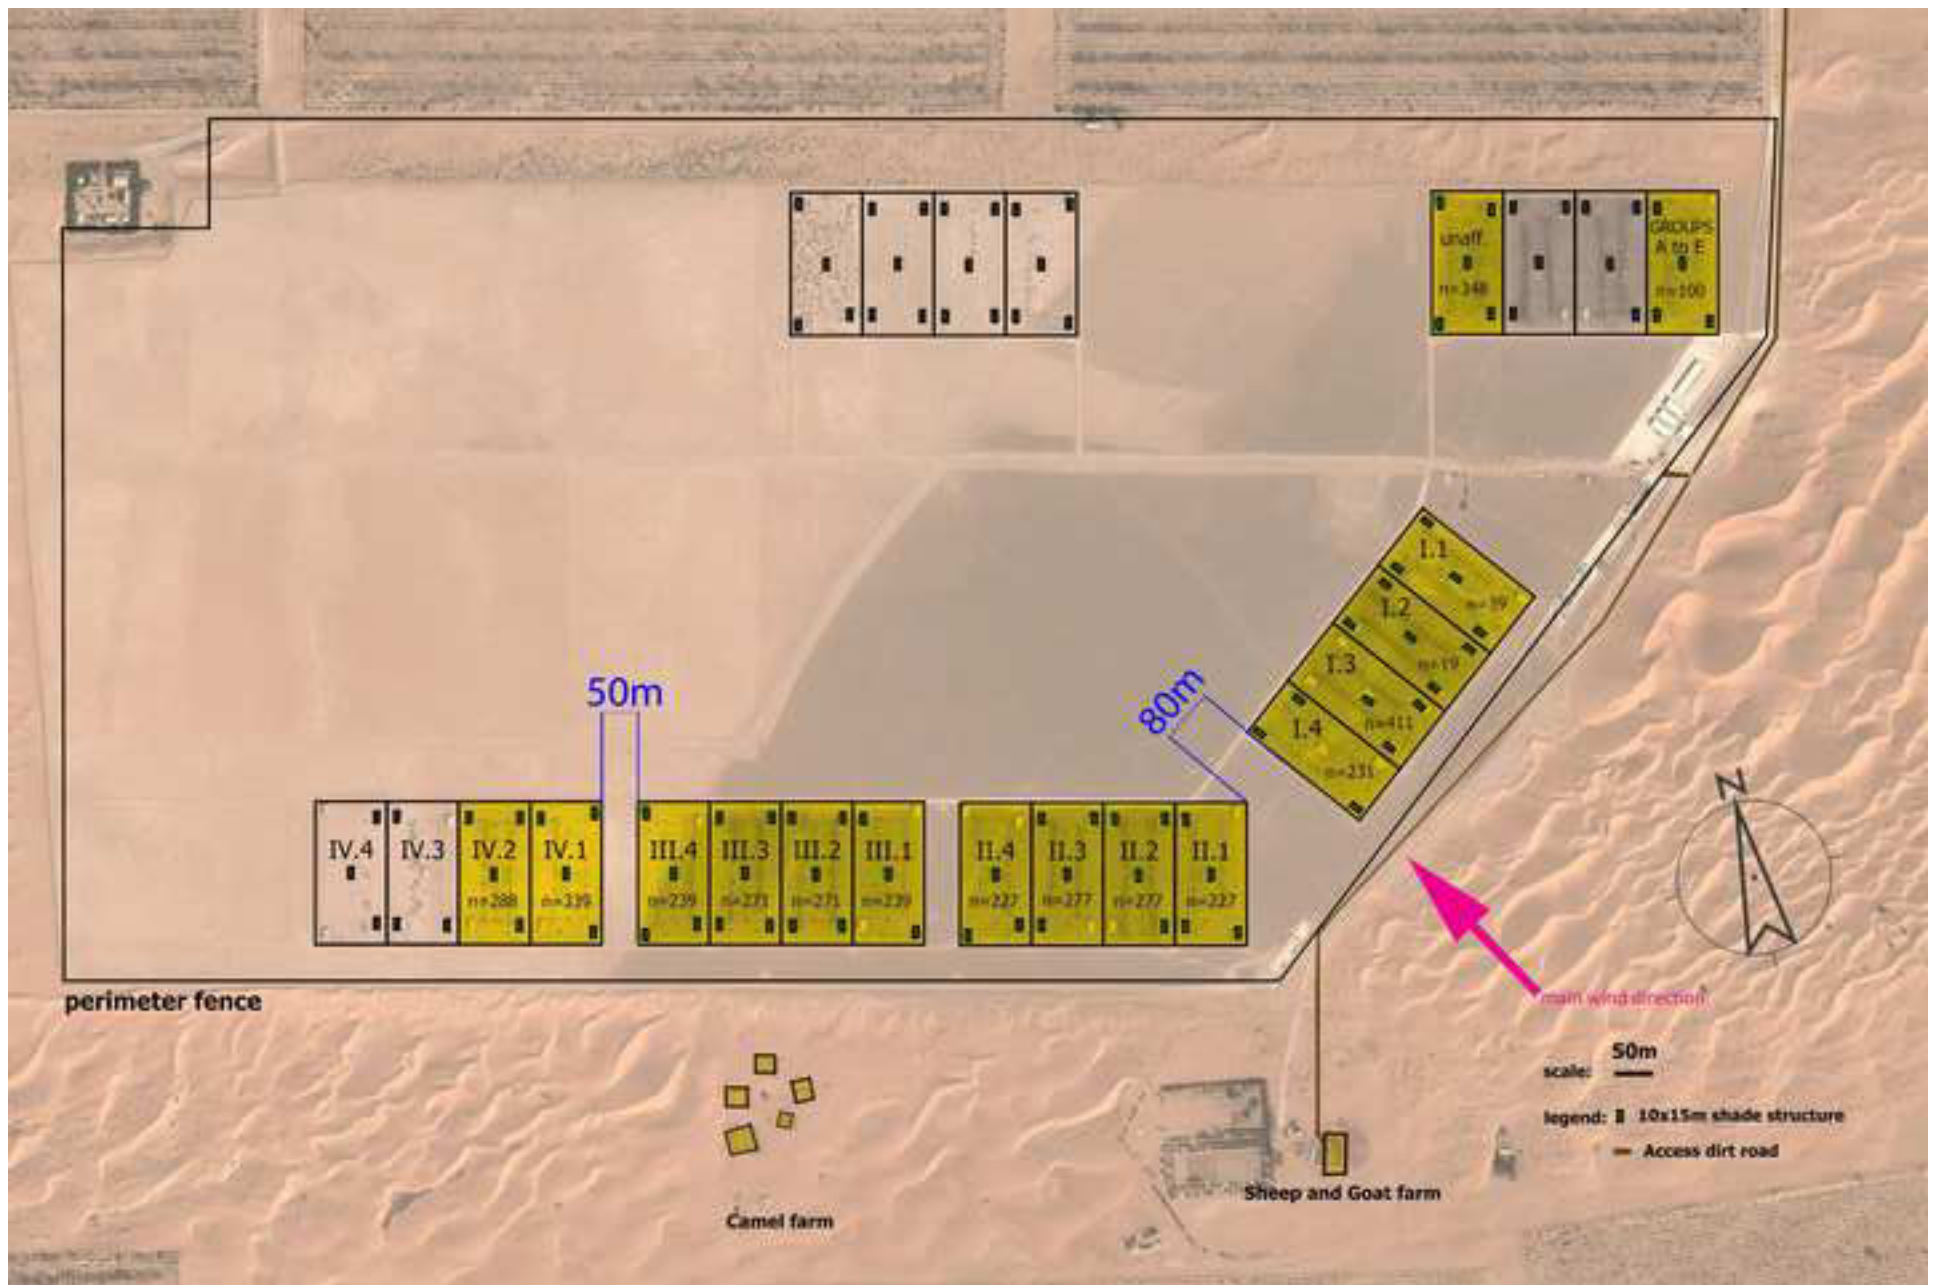 unaff.
n=348
GROUPS
A to E
n=100
I.1
n=39
I.2
n=19
I.3
n=411
I.4
n=231
50m
80m
IV.4
IV.3
IV.2
n=288
IV.1
n=339
III.4
n=239
III.3
n=271
III.2
n=271
III.1
n=239
II.4
n=227
II.3
n=277
II.2
n=277
II.1
n=227
N
perimeter fence
main wind direction
50m
scale:
legend: 10x15m shade structure
Access dirt road
Sheep and Goat farm
Camel farm